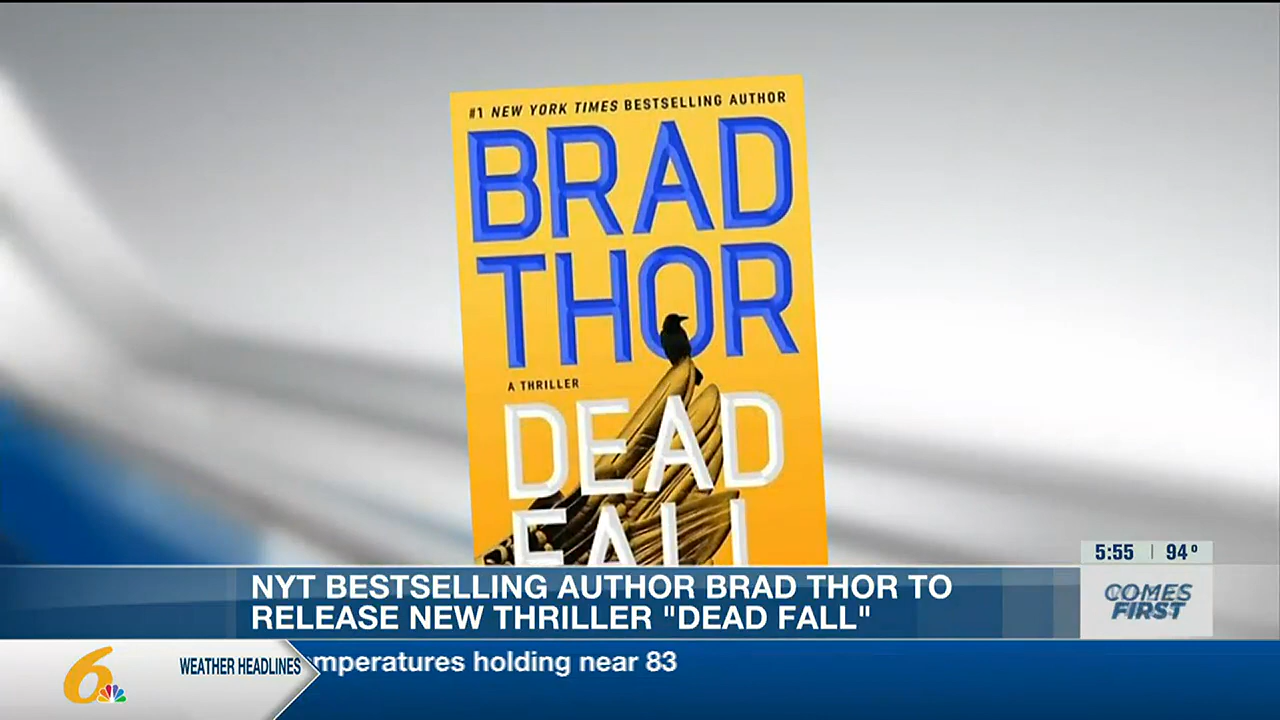 #1 NEW YORK TIMES BESTSELLING AUTHOR
BRAD
THOR
A THRILLER
DEAD
FALL
NYT BESTSELLING AUTHOR BRAD THOR TO
RELEASE NEW THRILLER "DEAD FALL"
5:55 | 94°
COMES
FIRST
6
WEATHER HEADLINES
mperatures holding near 83